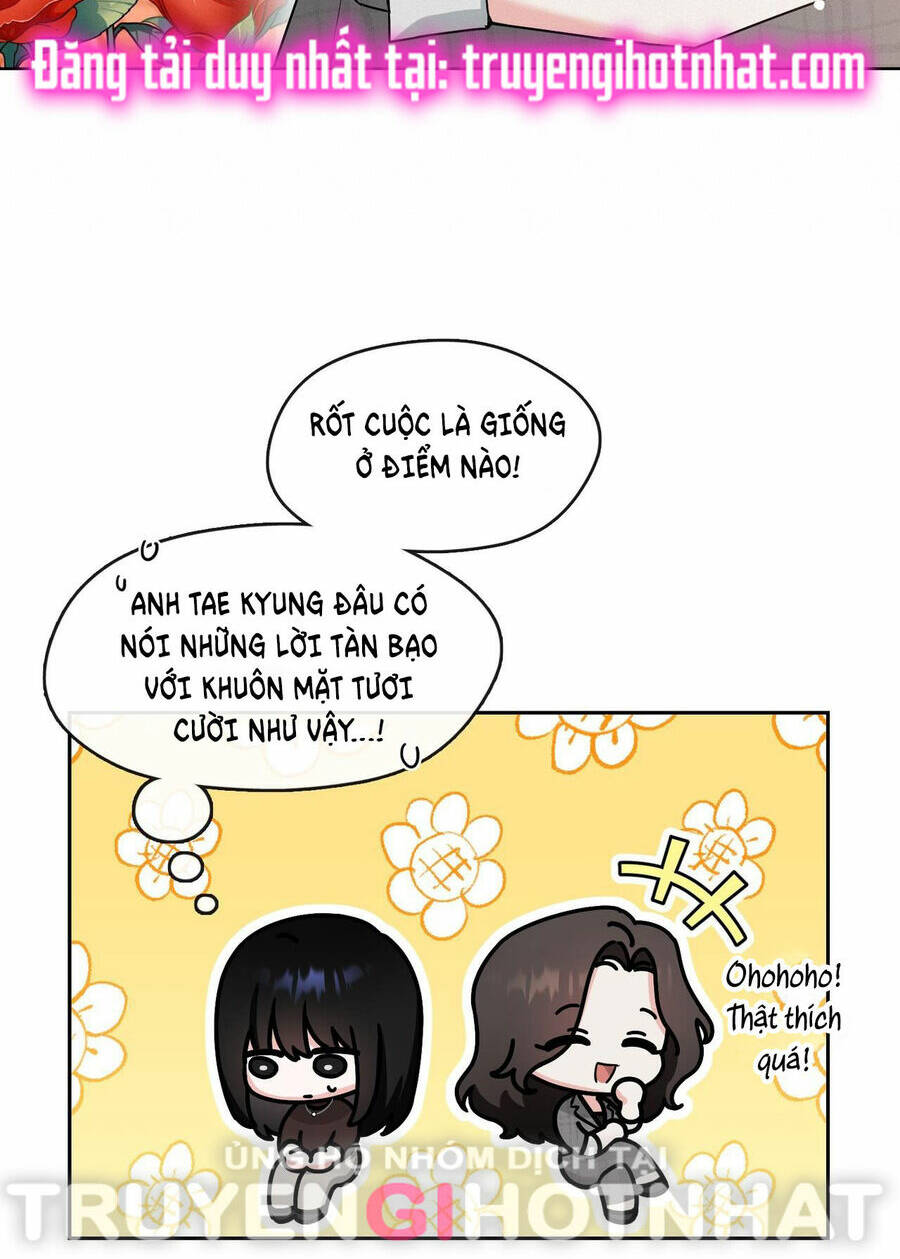 Đăng tải duy nhất tại: truyengihotnhat.com
RỐT CUỘC LÀ GIỐNG
Ở ĐIỂM NÀO!
ANH TAE KYUNG ĐÂU CÓ
NÓI NHỮNG LỜI TÀN BẠO
VỚI KHUÔN MẶT TƯƠI
CƯỜI NHƯ VẬY...!
Ohohoho!
Thật thích
quá!
ỦNG HỘ NHÓM DỊCH TẠI
TRUYENGIHOTNHAT